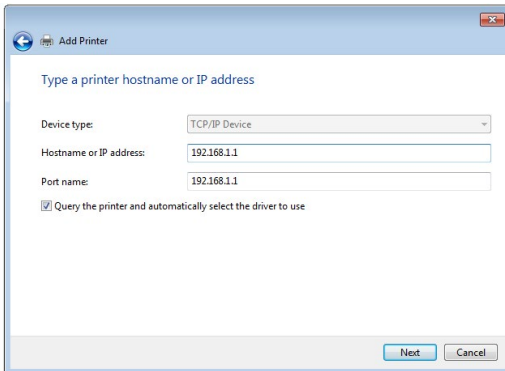 Add Printer
Type a printer hostname or IP address
Device type: TCP/IP Device
Hostname or IP address: 192.168.1.1
Port name: 192.168.1.1
Query the printer and automatically select the driver to use
Next Cancel